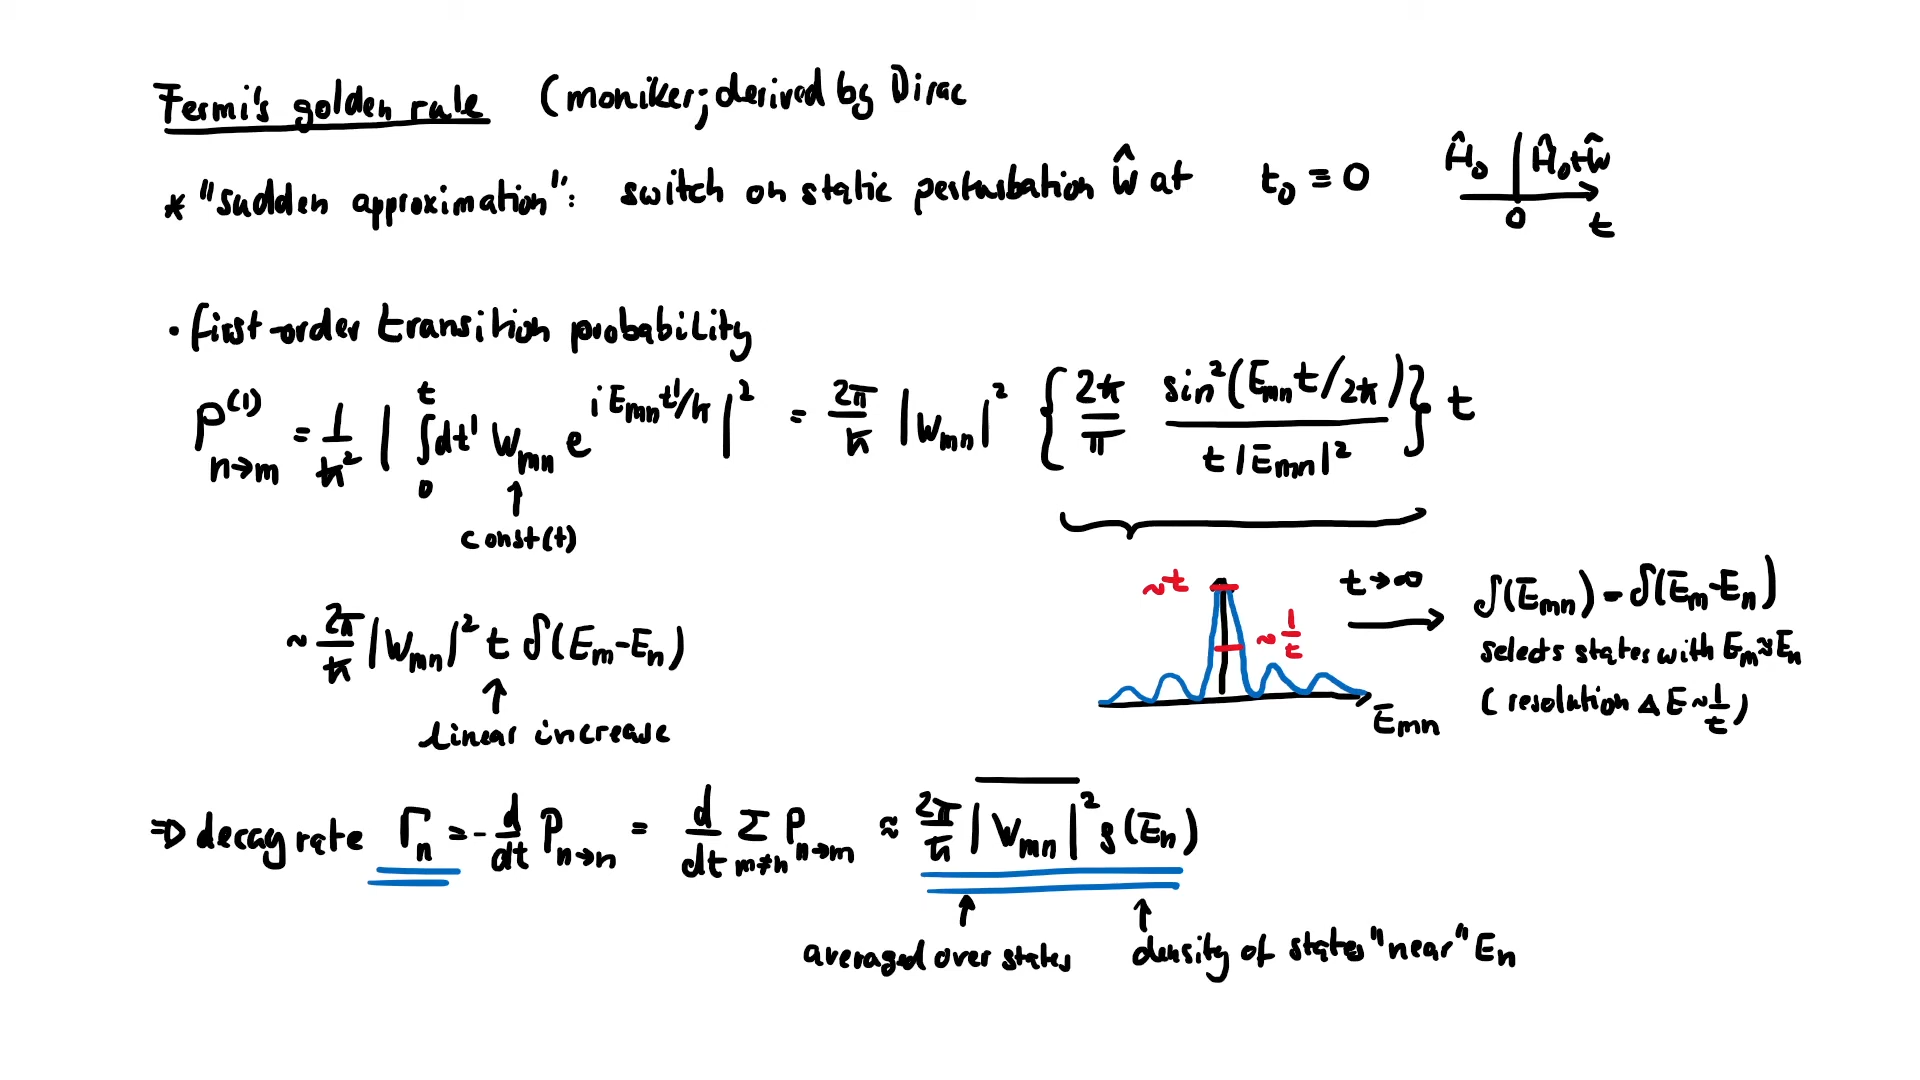 Fermi's golden rule (moniker; derived by Dirac
* "sudden approximation": switch on static perturbation Ŵ at t₀ ≡ 0
Ĥ₀ | Ĥ₀+Ŵ
0 t
· first-order transition probability
P⁽¹⁾ₙ→ₘ = 1/ħ² | ∫₀ᵗ dt' Wₘₙ e^{i Eₘₙ t'/ħ} |² = 2π/ħ |Wₘₙ|² { 2ħ/π sin²(Eₘₙ t/2ħ) / t |Eₘₙ|² } t
↑
const(t)
~t
~1/t
Eₘₙ
t→∞
δ(Eₘₙ) = δ(Eₘ-Eₙ)
selects states with Eₘ≈Eₙ
(resolution ΔE ~ 1/t)
~ 2π/ħ |Wₘₙ|² t δ(Eₘ-Eₙ)
↑
linear increase
⇒ decay rate Γₙ = - d/dt Pₙ→ₙ = d/dt Σ_{m≠n} Pₙ→ₘ ≈ 2π/ħ \overline{|Wₘₙ|²} ρ(Eₙ)
↑ ↑
averaged over states density of states "near" Eₙ